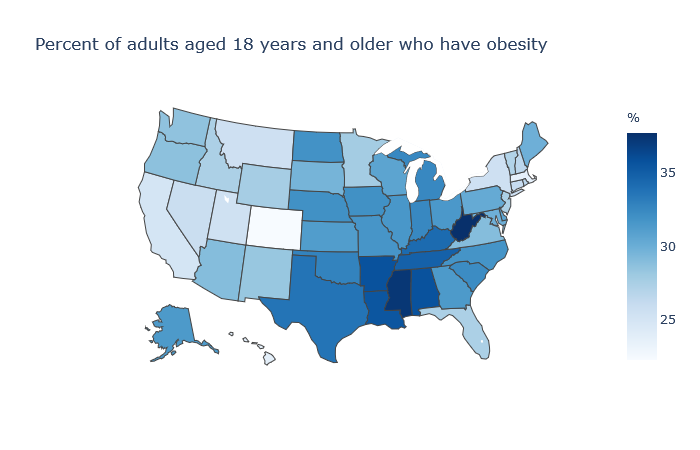 Percent of adults aged 18 years and older who have obesity
%
35
30
25